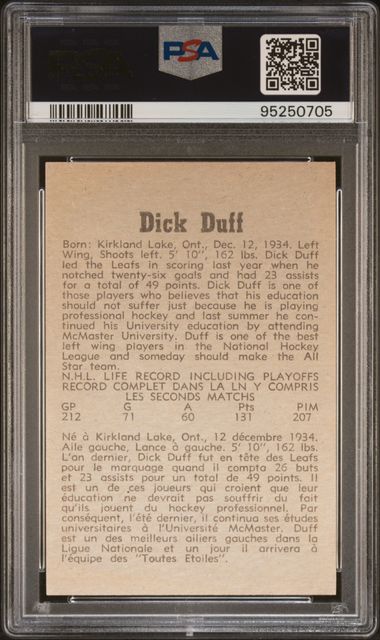 PSA
95250705
Dick Duff
Born: Kirkland Lake, Ont., Dec. 12, 1934. Left
Wing, Shoots left. 5' 10", 162 lbs. Dick Duff
led the Leafs in scoring last year when he
notched twenty-six goals and had 23 assists
for a total of 49 points. Dick Duff is one of
those players who believes that his education
should not suffer just because he is playing
professional hockey and last summer he con-
tinued his University education by attending
McMaster University. Duff is one of the best
left wing players in the National Hockey
League and someday should make the All
Star team.
N.H.L. LIFE RECORD INCLUDING PLAYOFFS
RECORD COMPLET DANS LA LN Y COMPRIS
LES SECONDS MATCHS
GP G A Pts PIM
212 71 60 131 207
Né à Kirkland Lake, Ont., 12 décembre 1934.
Aile gauche, Lance à gauche. 5' 10", 162 lbs.
L'an dernier, Dick Duff fut en tête des Leafs
pour le marquage quand il compta 26 buts
et 23 assists pour un total de 49 points. Il
est un de ces joueurs qui croient que leur
éducation ne devrait pas souffrir du fait
qu'ils jouent du hockey professionnel. Par
conséquent, l'été dernier, il continua ses études
universitaires à l'Université McMaster. Duff
est un des meilleurs ailiers gauches dans la
Ligue Nationale et un jour il arrivera à
l'équipe des "Toutes Etoiles".